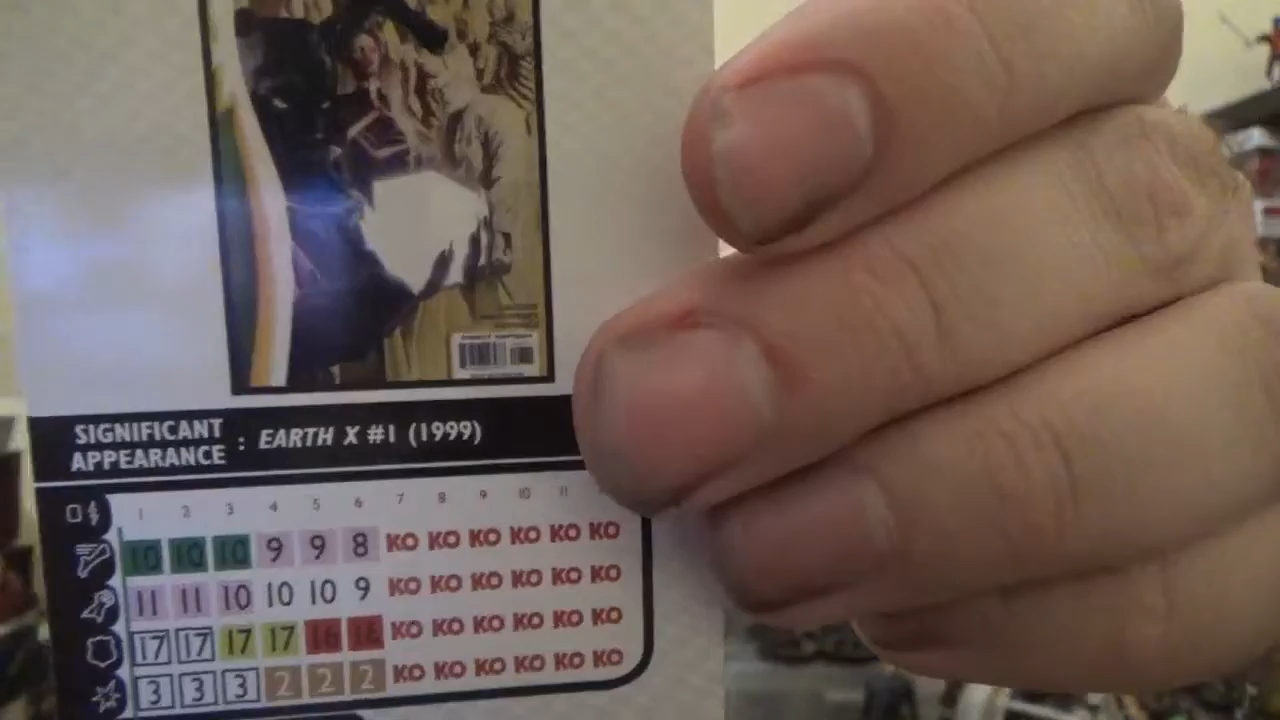 SIGNIFICANT
APPEARANCE : EARTH X #1 (1999)
1 2 3 4 5 6 7 8 9 10 11
10 10 10 9 9 8 KO KO KO KO KO KO
11 11 10 10 10 9 KO KO KO KO KO KO
17 17 17 17 16 16 KO KO KO KO KO KO
3 3 3 2 2 2 KO KO KO KO KO KO